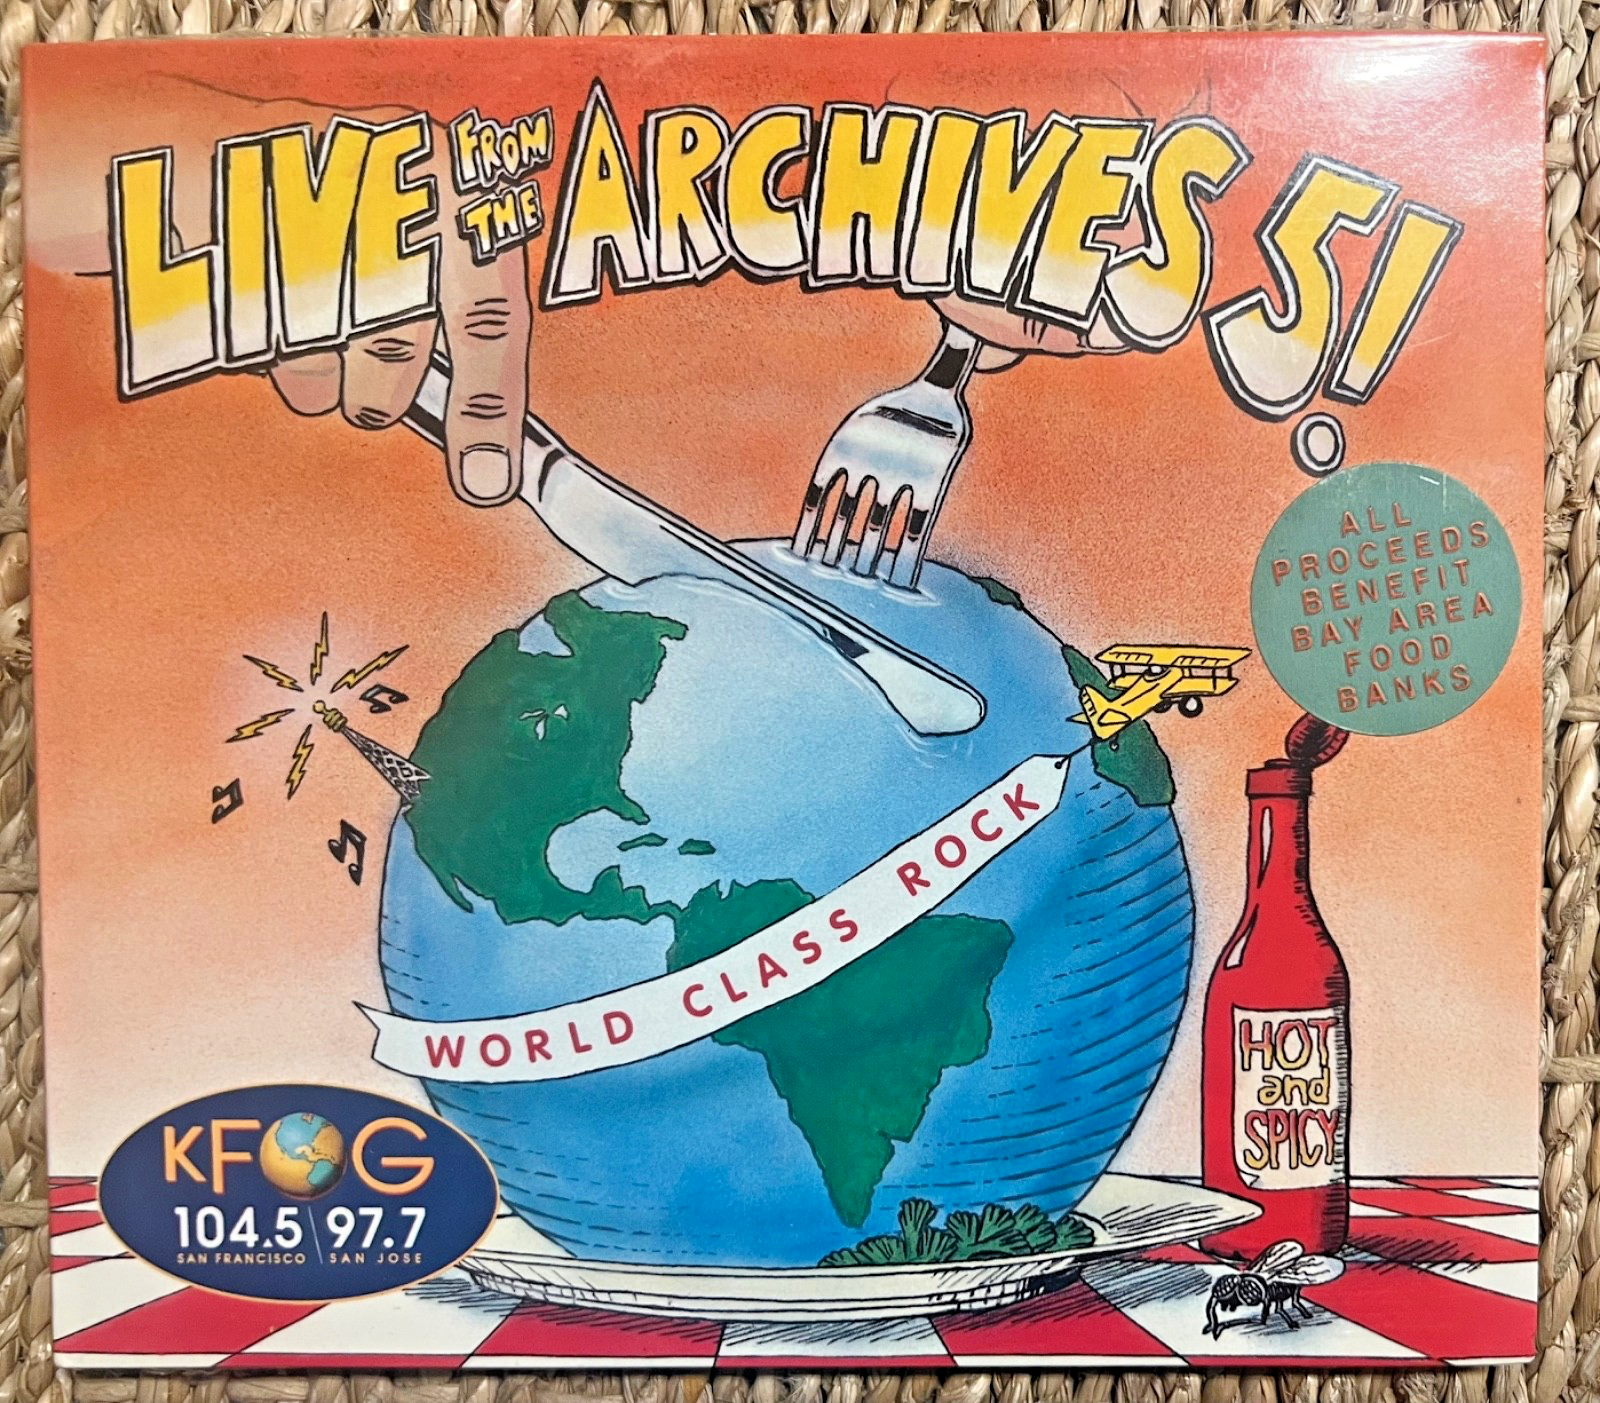 LIVE FROM THE ARCHIVES 5!
ALL
PROCEEDS
BENEFIT
BAY AREA
FOOD
BANKS
WORLD CLASS ROCK
HOT
and
SPICY
KFOG
104.5 97.7
SAN FRANCISCO SAN JOSE